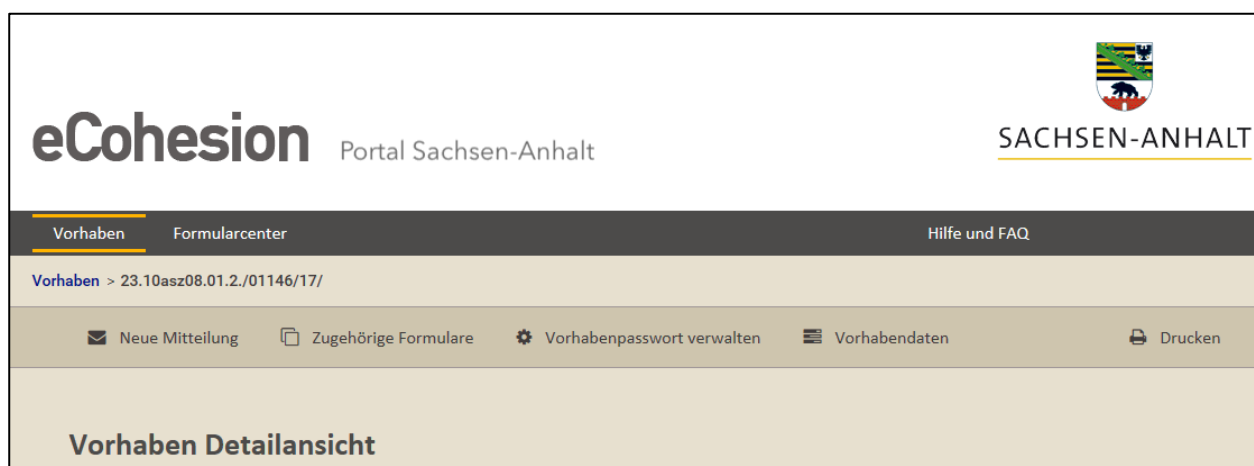 eCohesion Portal Sachsen-Anhalt
SACHSEN-ANHALT
Vorhaben Formularcenter Hilfe und FAQ
Vorhaben > 23.10asz08.01.2./01146/17/
Neue Mitteilung Zugehörige Formulare Vorhabenpasswort verwalten Vorhabendaten Drucken
Vorhaben Detailansicht